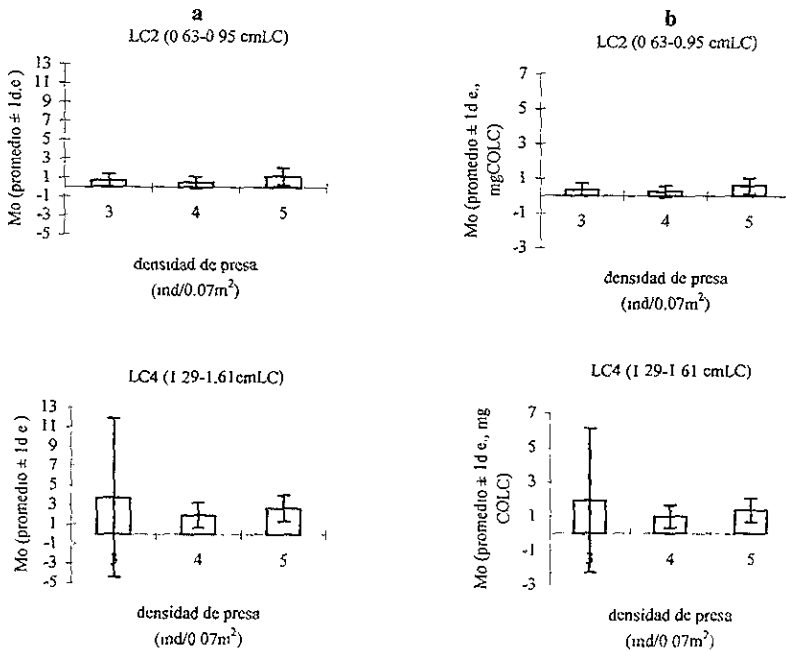 a
LC2 (0 63-0 95 cmLC)
Mo (promedio ± 1d.e)
13
11
9
7
5
3
1
-1
-3
-5
3 4 5
densidad de presa
(ind/0.07m²)
b
LC2 (0 63-0.95 cmLC)
Mo (promedio ± 1d e.,
mgCOLC)
7
5
3
1
-1
-3
3 4 5
densidad de presa
(ind/0.07m²)
LC4 (1 29-1.61cmLC)
Mo (promedio ± 1d e )
13
11
9
7
5
3
1
-1
-3
-5
4 5
densidad de presa
(ind/0 07m²)
LC4 (1 29-1 61 cmLC)
Mo (promedio ± 1d e., mg
COLC)
7
5
3
1
-1
-3
4 5
densidad de presa
(ind/0 07m²)